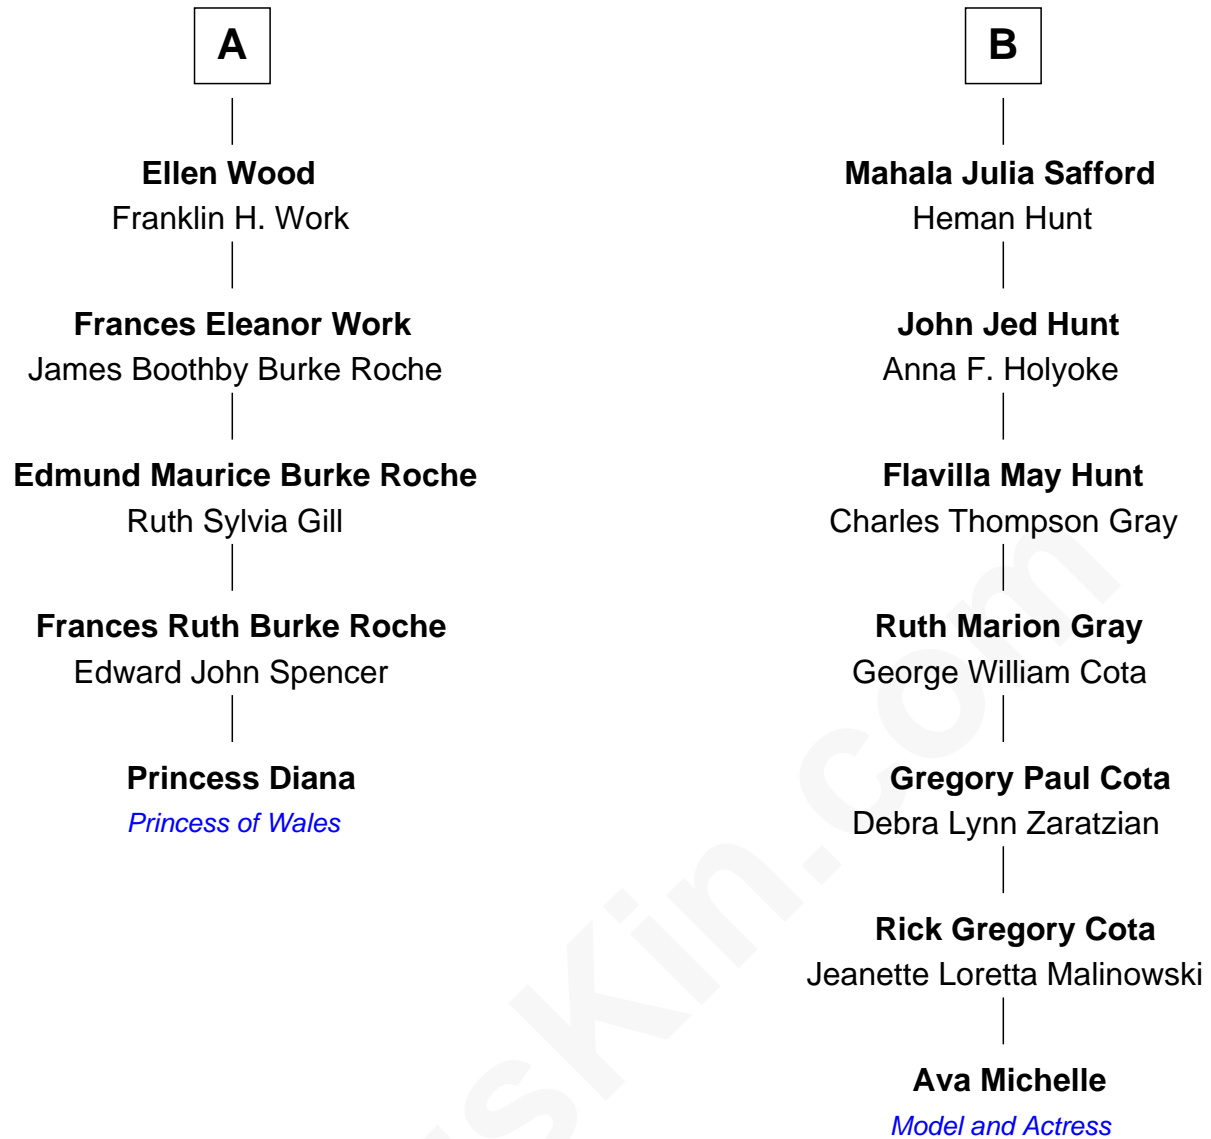 A
Ellen Wood
Franklin H. Work
Frances Eleanor Work
James Boothby Burke Roche
Edmund Maurice Burke Roche
Ruth Sylvia Gill
Frances Ruth Burke Roche
Edward John Spencer
Princess Diana
Princess of Wales
B
Mahala Julia Safford
Heman Hunt
John Jed Hunt
Anna F. Holyoke
Flavilla May Hunt
Charles Thompson Gray
Ruth Marion Gray
George William Cota
Gregory Paul Cota
Debra Lynn Zaratzian
Rick Gregory Cota
Jeanette Loretta Malinowski
Ava Michelle
Model and Actress
sKin.com